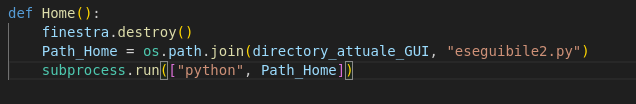 def Home():
    finestra.destroy()
    Path_Home = os.path.join(directory_attuale_GUI, "eseguibile2.py")
    subprocess.run(["python", Path_Home])